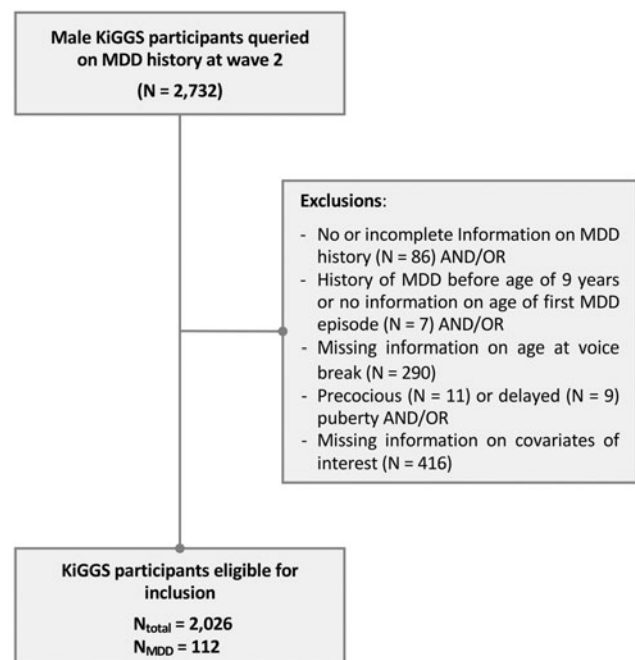 Male KiGGS participants queried
on MDD history at wave 2
(N = 2,732)
Exclusions:
- No or incomplete Information on MDD
history (N = 86) AND/OR
- History of MDD before age of 9 years
or no information on age of first MDD
episode (N = 7) AND/OR
- Missing information on age at voice
break (N = 290)
- Precocious (N = 11) or delayed (N = 9)
puberty AND/OR
- Missing information on covariates of
interest (N = 416)
KiGGS participants eligible for
inclusion
Ntotal = 2,026
NMDD = 112